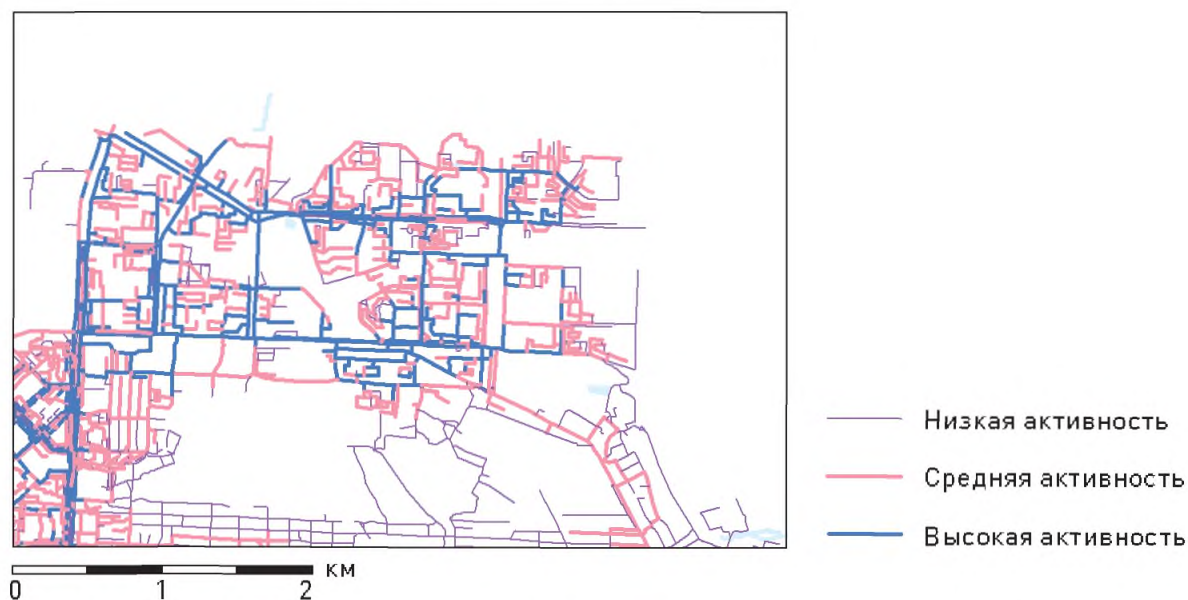 Низкая активность
Средняя активность
Высокая активность
км
0 1 2